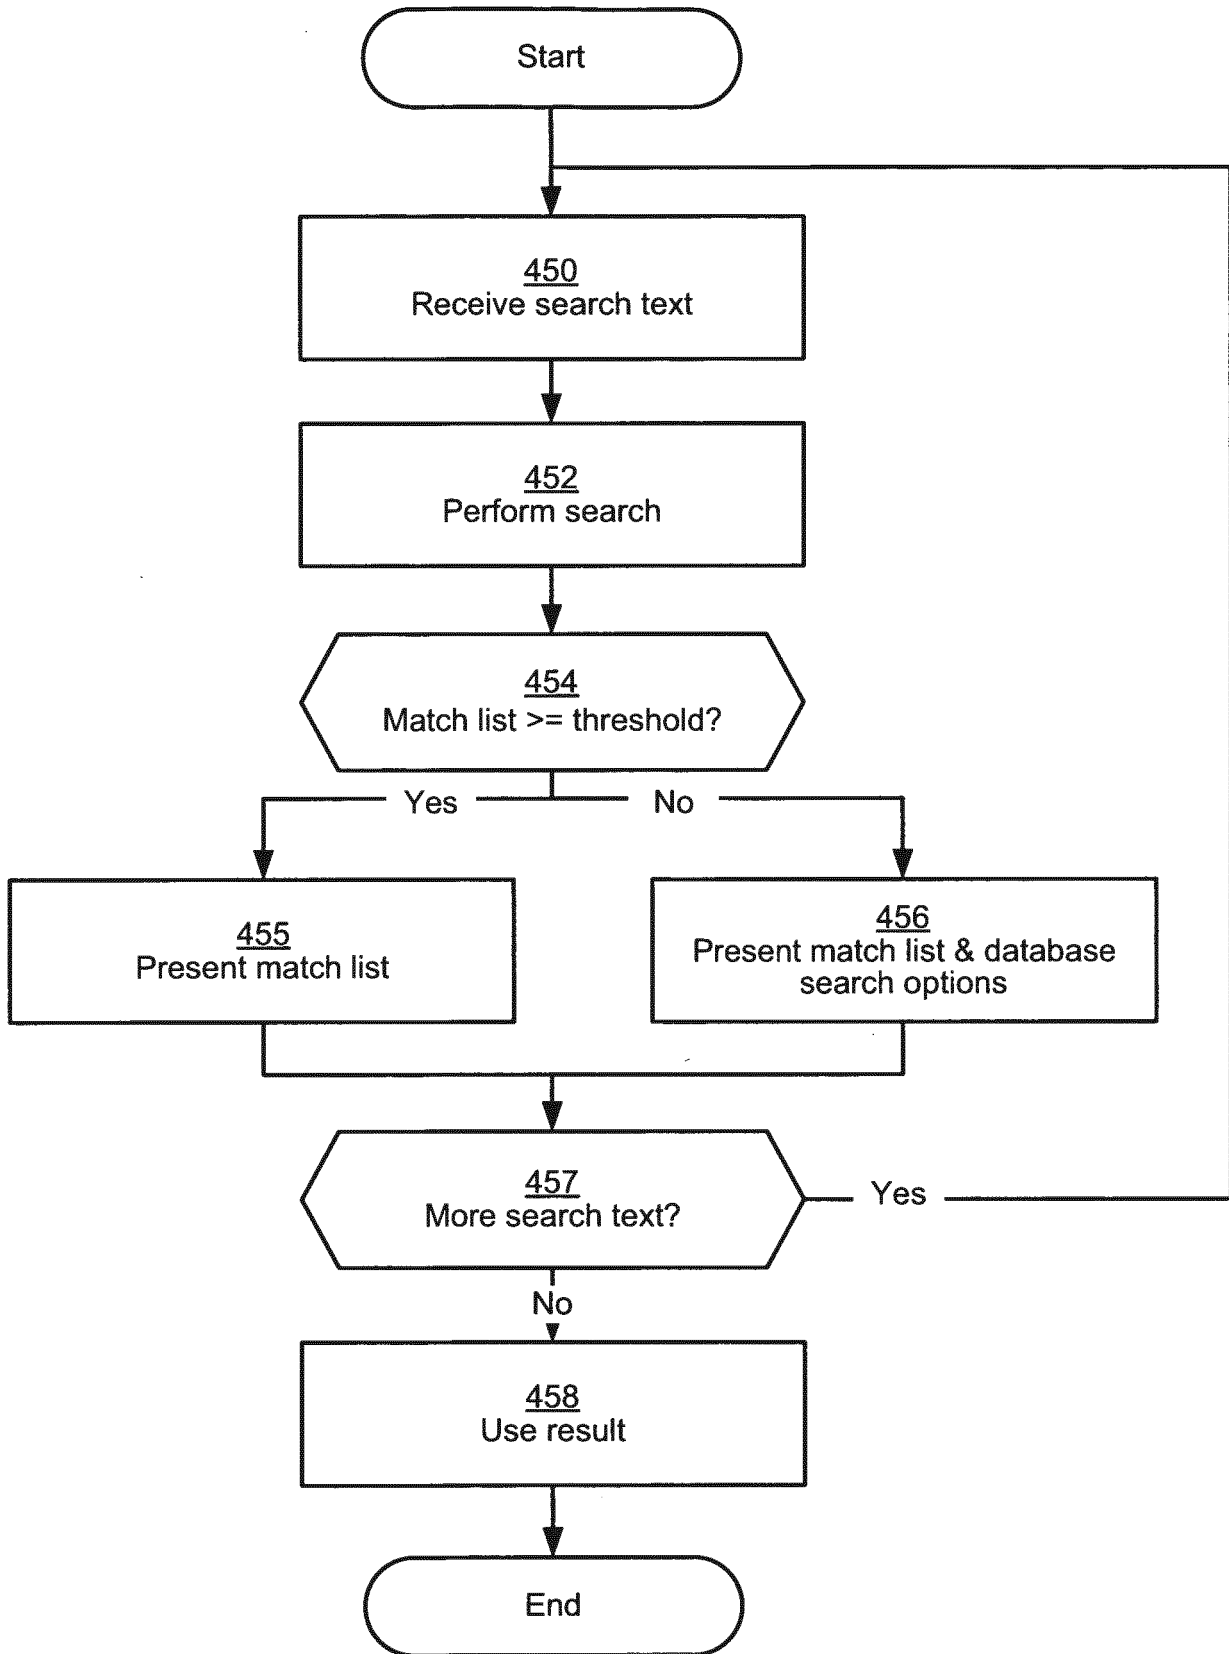 Start
450
Receive search text
452
Perform search
454
Match list >= threshold?
Yes
No
455
Present match list
456
Present match list & database
search options
457
More search text?
Yes
No
458
Use result
End